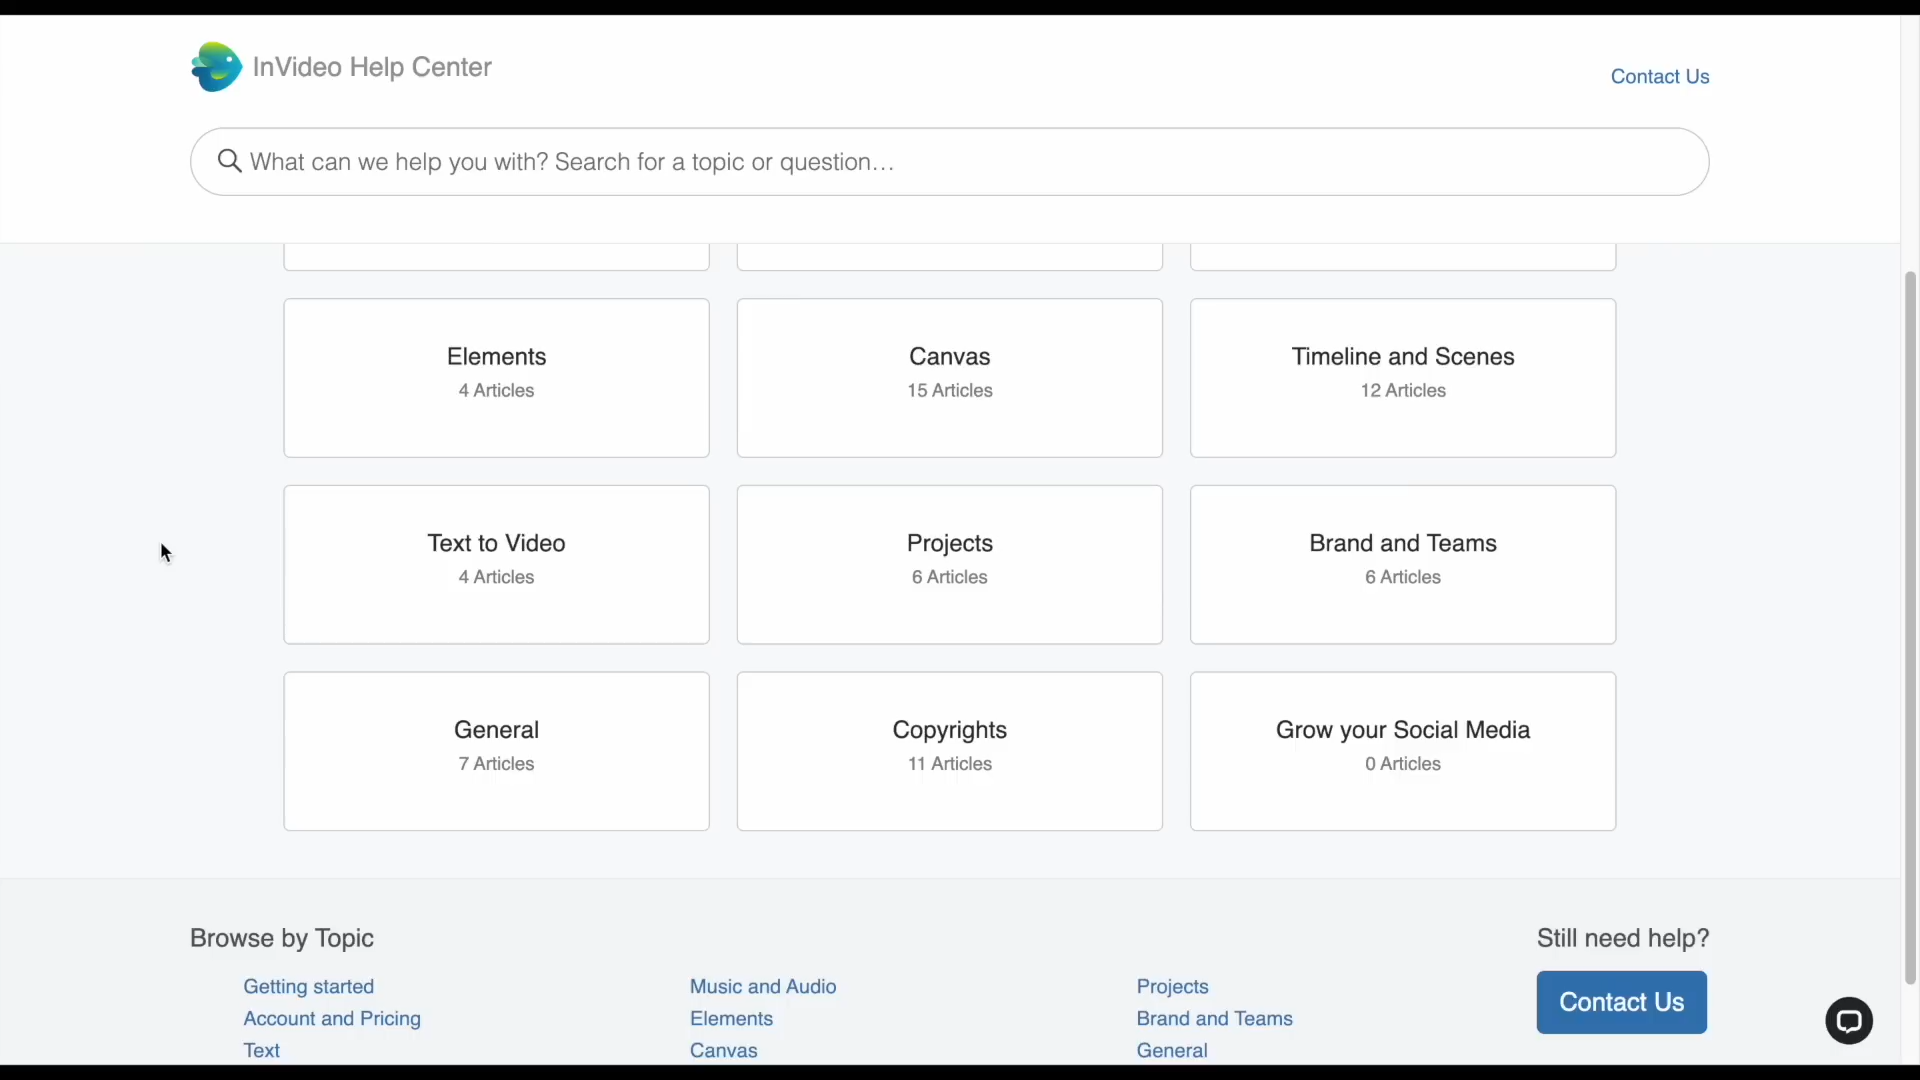 InVideo Help Center
Contact Us
What can we help you with? Search for a topic or question...
Elements
4 Articles
Canvas
15 Articles
Timeline and Scenes
12 Articles
Text to Video
4 Articles
Projects
6 Articles
Brand and Teams
6 Articles
General
7 Articles
Copyrights
11 Articles
Grow your Social Media
0 Articles
Browse by Topic
Getting started
Account and Pricing
Text
Music and Audio
Elements
Canvas
Projects
Brand and Teams
General
Still need help?
Contact Us